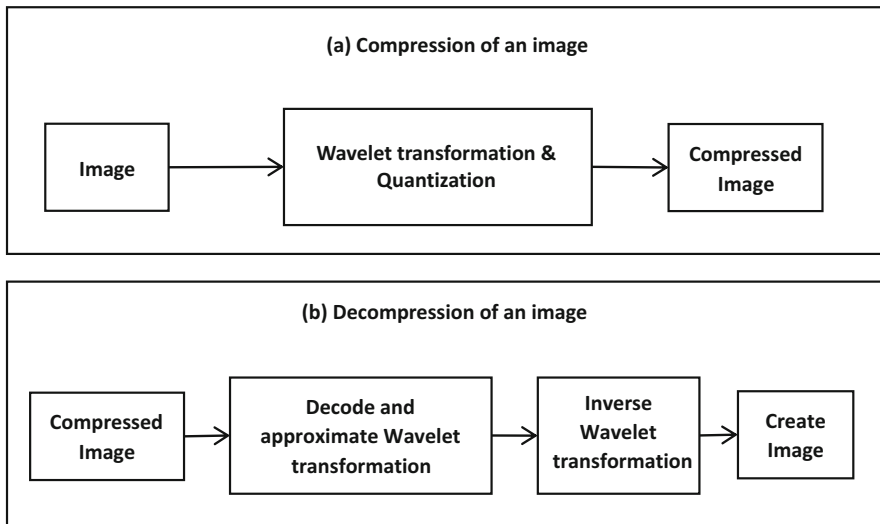 (a) Compression of an image
Image
Wavelet transformation &
Quantization
Compressed
Image
(b) Decompression of an image
Compressed
Image
Decode and
approximate Wavelet
transformation
Inverse
Wavelet
transformation
Create
Image